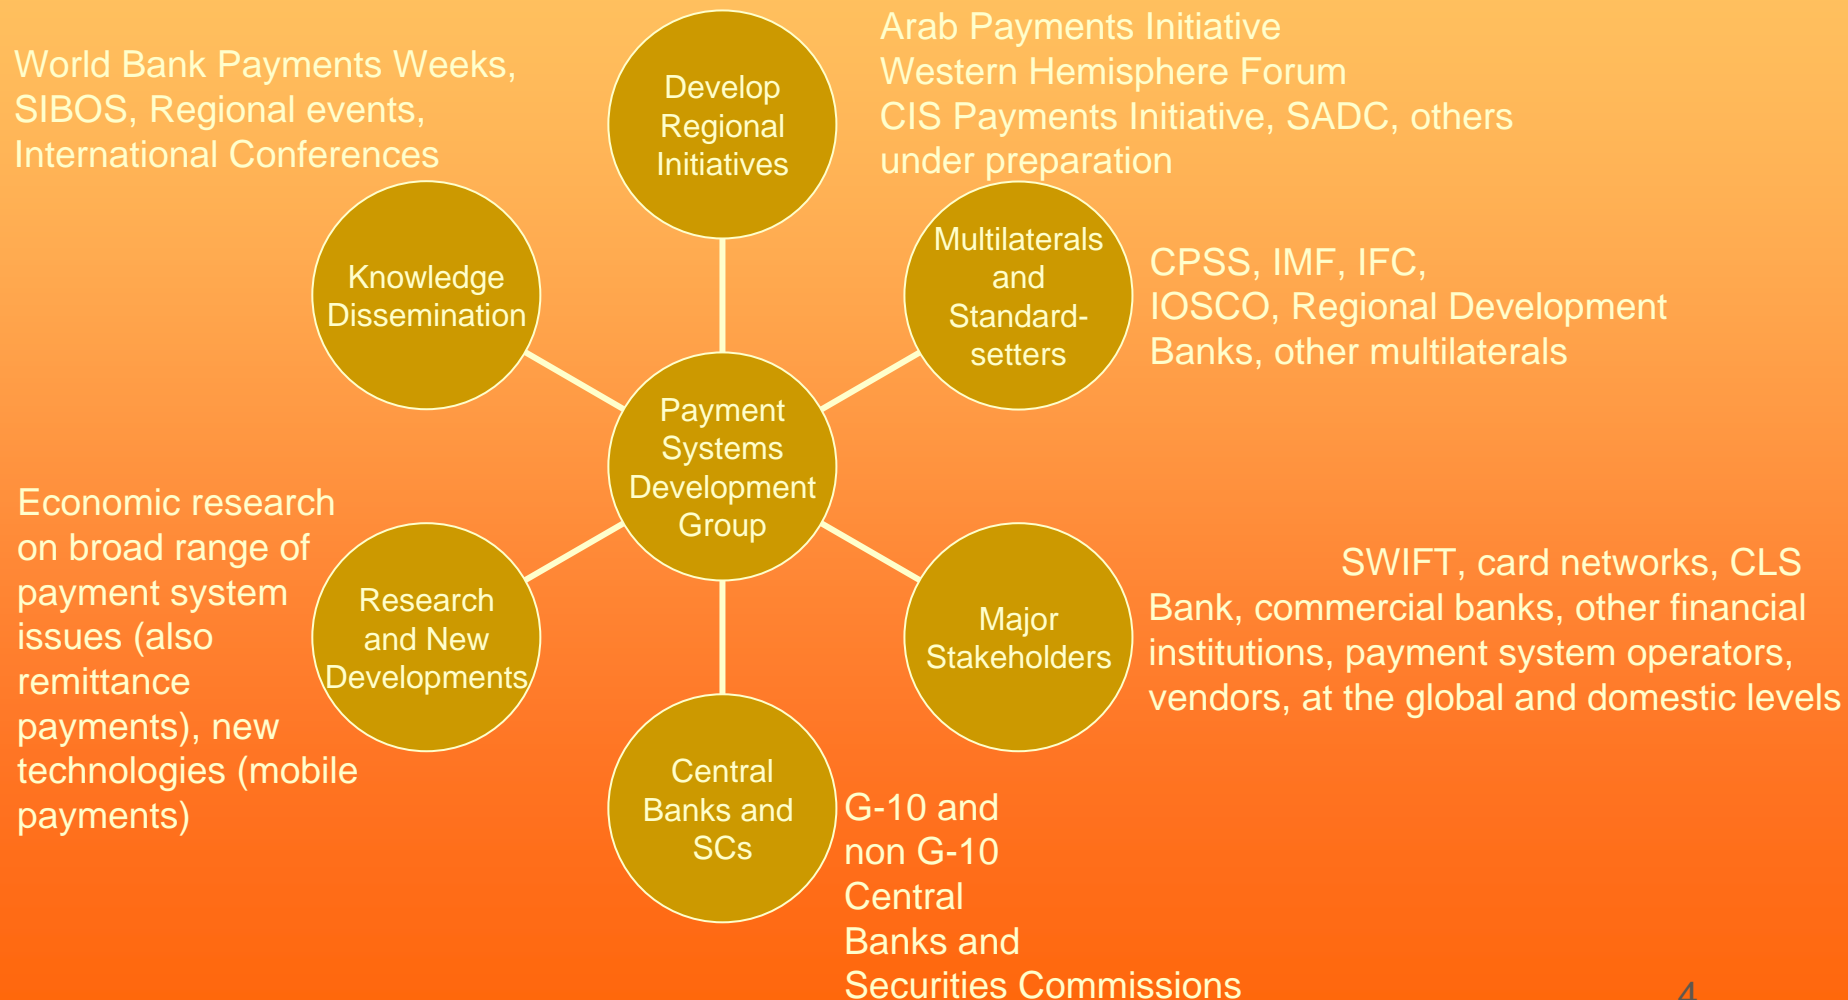 World Bank Payments Weeks,
SIBOS, Regional events,
International Conferences
Develop
Regional
Initiatives
Arab Payments Initiative
Western Hemisphere Forum
CIS Payments Initiative, SADC, others
under preparation
Knowledge
Dissemination
Multilaterals
and
Standard-
setters
CPSS, IMF, IFC,
IOSCO, Regional Development
Banks, other multilaterals
Payment
Systems
Development
Group
Economic research
on broad range of
payment system
issues (also
remittance
payments), new
technologies (mobile
payments)
Research
and New
Developments
Major
Stakeholders
SWIFT, card networks, CLS
Bank, commercial banks, other financial
institutions, payment system operators,
vendors, at the global and domestic levels
Central
Banks and
SCs
G-10 and
non G-10
Central
Banks and
Securities Commissions
4